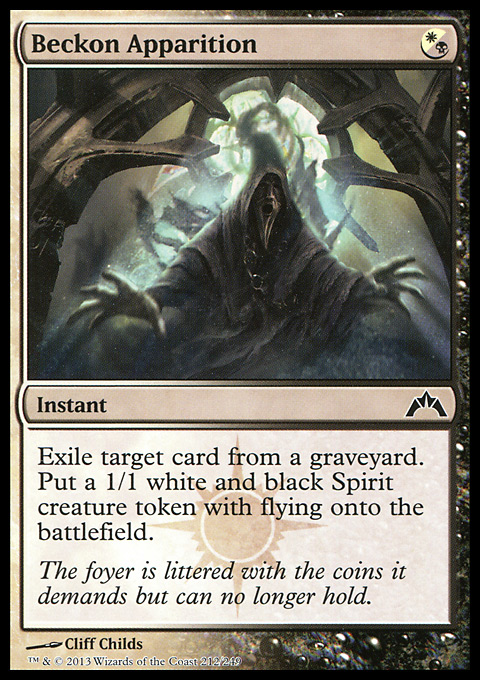 Beckon Apparition
Instant
Exile target card from a graveyard.
Put a 1/1 white and black Spirit
creature token with flying onto the
battlefield.
The foyer is littered with the coins it
demands but can no longer hold.
Cliff Childs
™ & © 2013 Wizards of the Coast 212/249